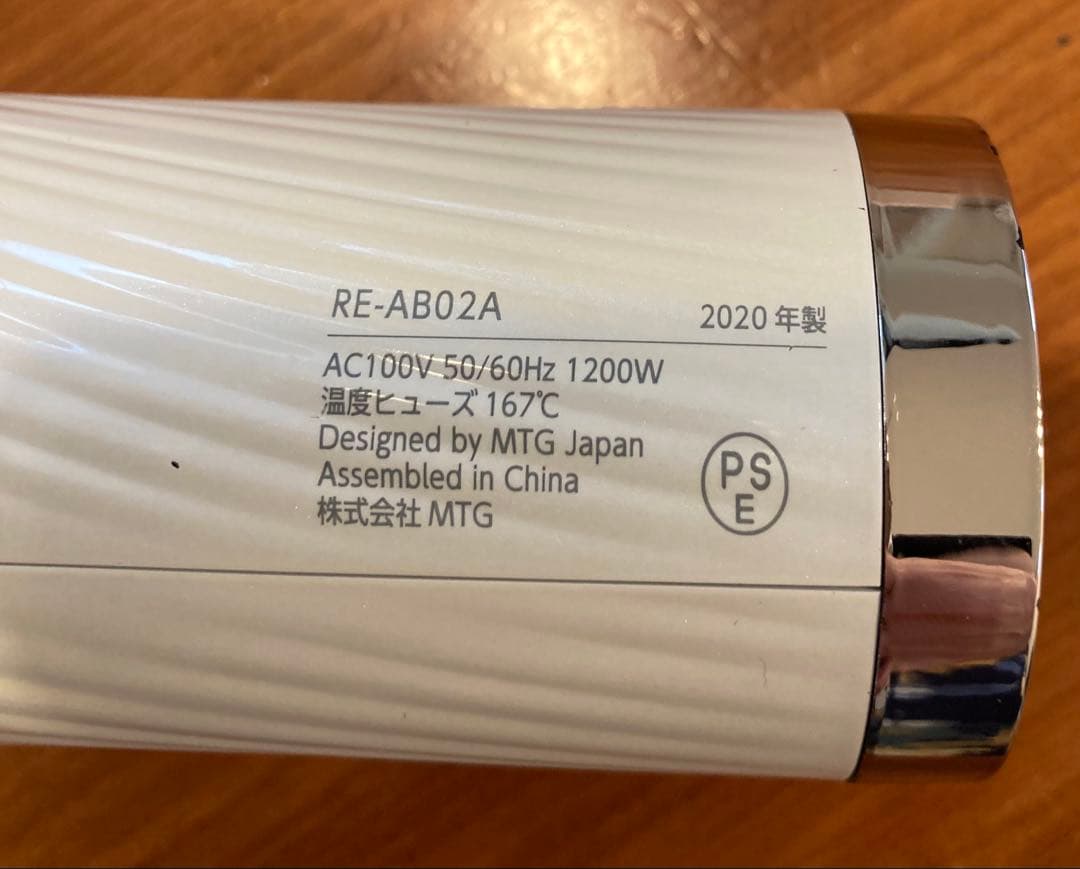 RE-AB02A 2020 年製
AC100V 50/60Hz 1200W
温度ヒューズ 167℃
Designed by MTG Japan
Assembled in China
株式会社 MTG
PS
E